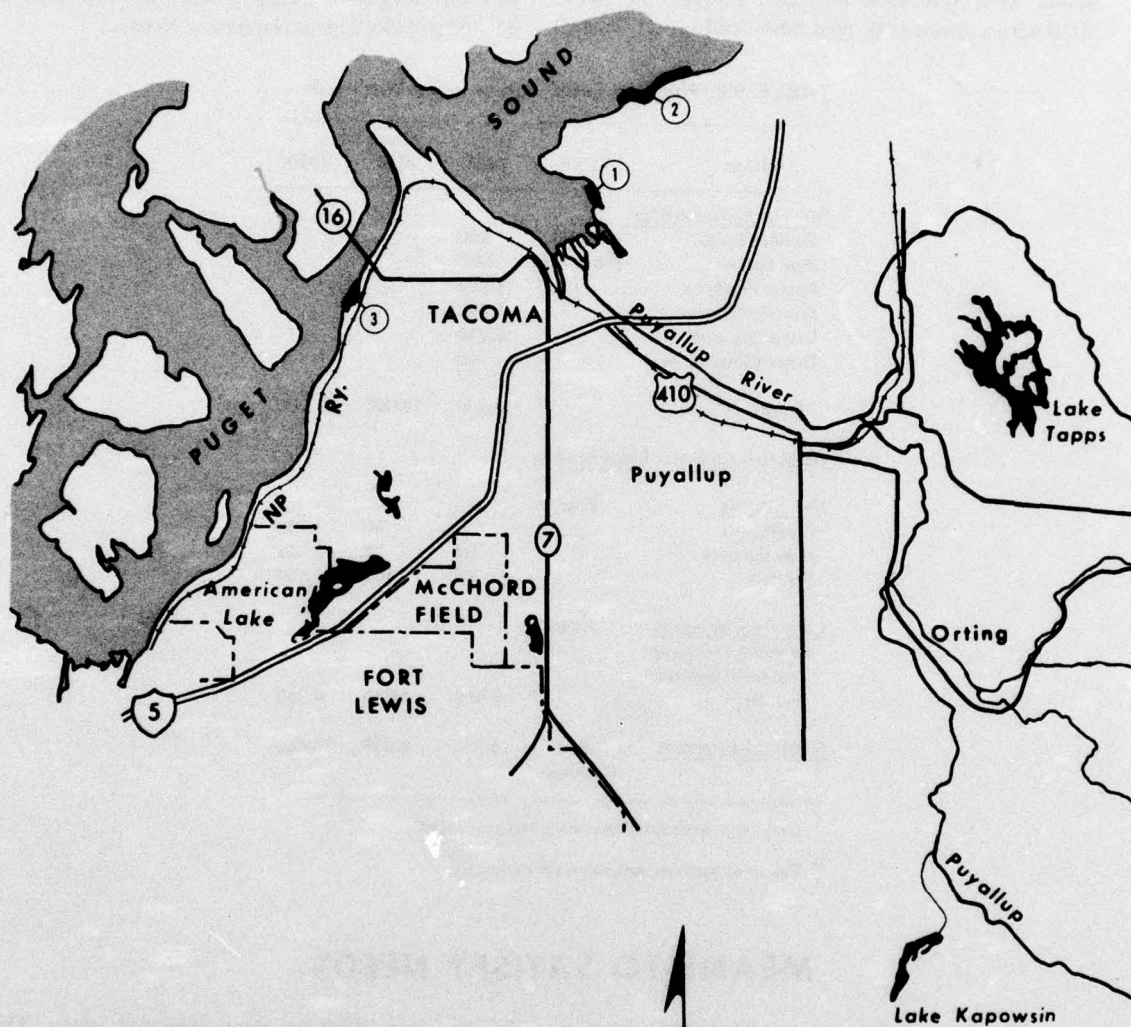 SOUND
2
1
16
3
TACOMA
Puyallup
River
410
Ry.
PUGET
Lake
Tapps
Puyallup
NP
7
American
Lake
McCHORD
FIELD
Orting
FORT
LEWIS
5
Puyallup
Lake Kapowsin